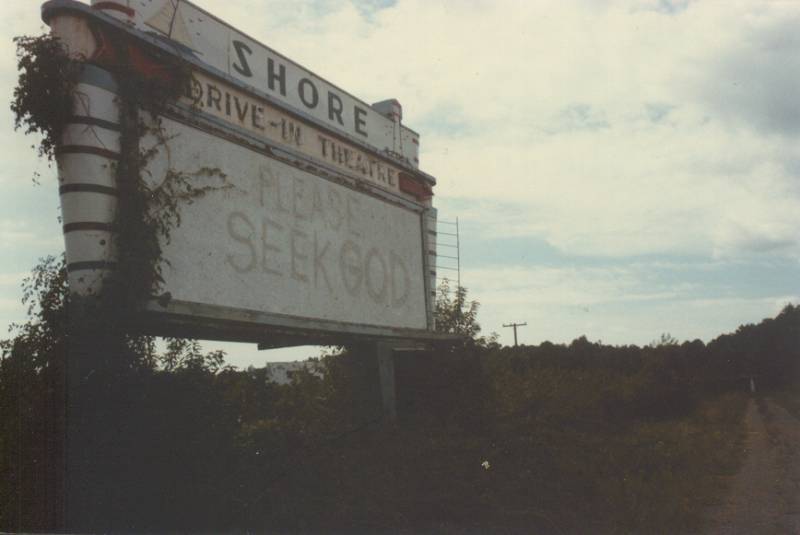 SHORE
DRIVE-IN THEATRE
PLEASE
SEEK GOD